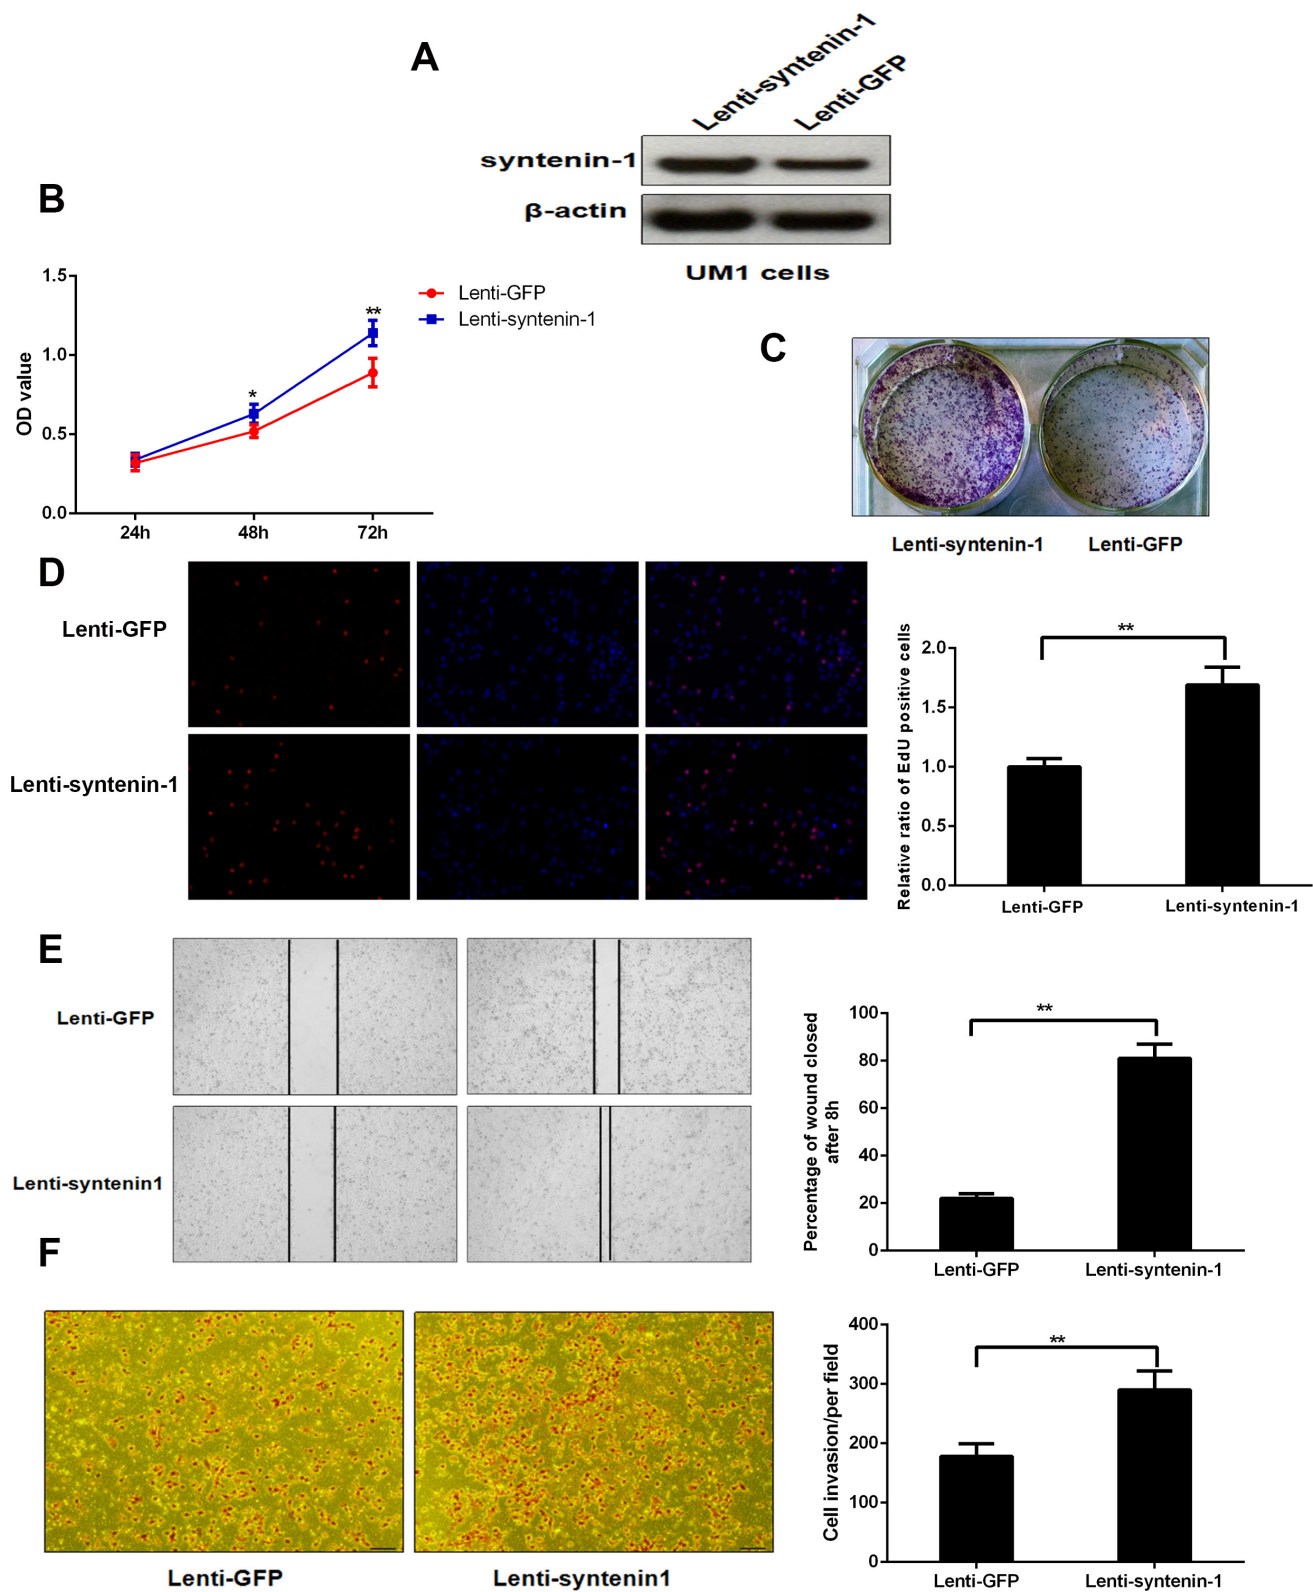 A
Lenti-syntenin-1
Lenti-GFP
syntenin-1
β-actin
UM1 cells
B
1.5
1.0
0.5
0.0
OD value
24h
48h
72h
*
**
Lenti-GFP
Lenti-syntenin-1
C
Lenti-syntenin-1
Lenti-GFP
D
Lenti-GFP
Lenti-syntenin-1
Relative ratio of EdU positive cells
2.0
1.5
1.0
0.5
0.0
**
Lenti-GFP
Lenti-syntenin-1
E
Lenti-GFP
Lenti-syntenin1
Percentage of wound closed
after 8h
100
80
60
40
20
0
**
Lenti-GFP
Lenti-syntenin-1
F
Lenti-GFP
Lenti-syntenin1
Cell invasion/per field
400
300
200
100
0
**
Lenti-GFP
Lenti-syntenin-1